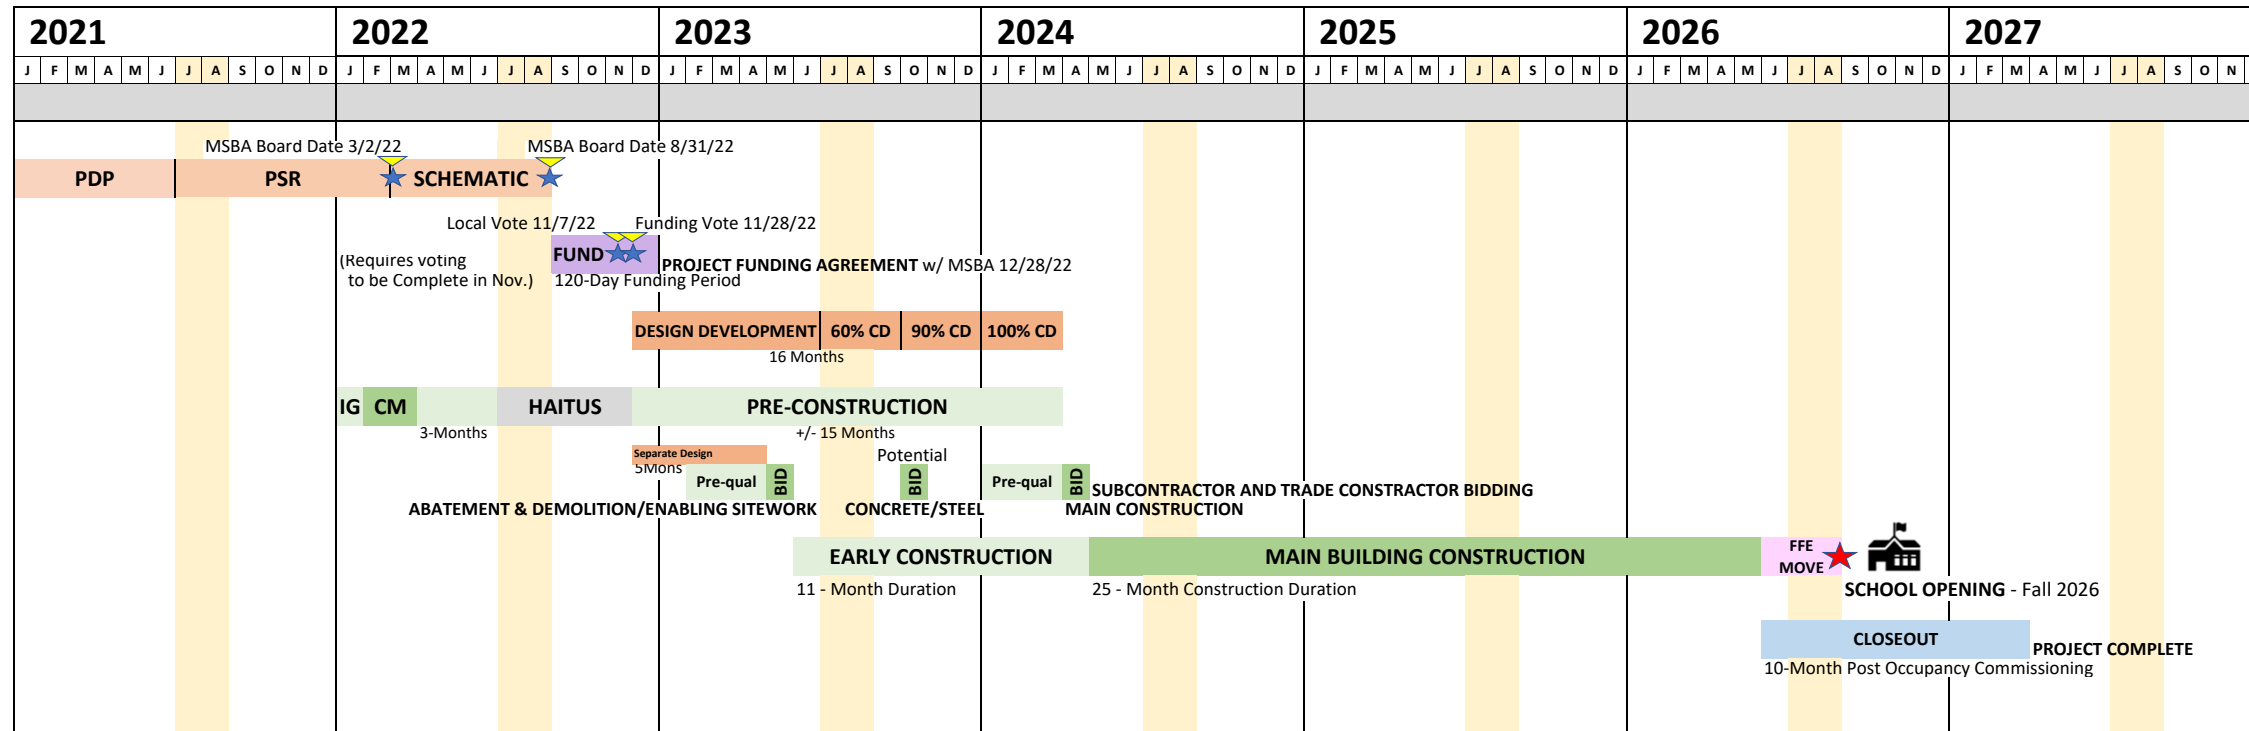 2021 2022 2023 2024 2025 2026 2027
J F M A M J J A S O N D J F M A M J J A S O N D J F M A M J J A S O N D J F M A M J J A S O N D J F M A M J J A S O N D J F M A M J J A S O N D J F M A M J J A S O N
MSBA Board Date 3/2/22 MSBA Board Date 8/31/22
PDP PSR SCHEMATIC
Local Vote 11/7/22 Funding Vote 11/28/22
FUND
(Requires voting PROJECT FUNDING AGREEMENT w/ MSBA 12/28/22
to be Complete in Nov.) 120-Day Funding Period
DESIGN DEVELOPMENT 60% CD 90% CD 100% CD
16 Months
IG CM HAITUS PRE-CONSTRUCTION
3-Months +/- 15 Months
Separate Design Potential
5Mons
Pre-qual BID BID Pre-qual BID SUBCONTRACTOR AND TRADE CONSTRACTOR BIDDING
ABATEMENT & DEMOLITION/ENABLING SITEWORK CONCRETE/STEEL MAIN CONSTRUCTION
EARLY CONSTRUCTION MAIN BUILDING CONSTRUCTION FFE
MOVE
11 - Month Duration 25 - Month Construction Duration SCHOOL OPENING - Fall 2026
CLOSEOUT
PROJECT COMPLETE
10-Month Post Occupancy Commissioning